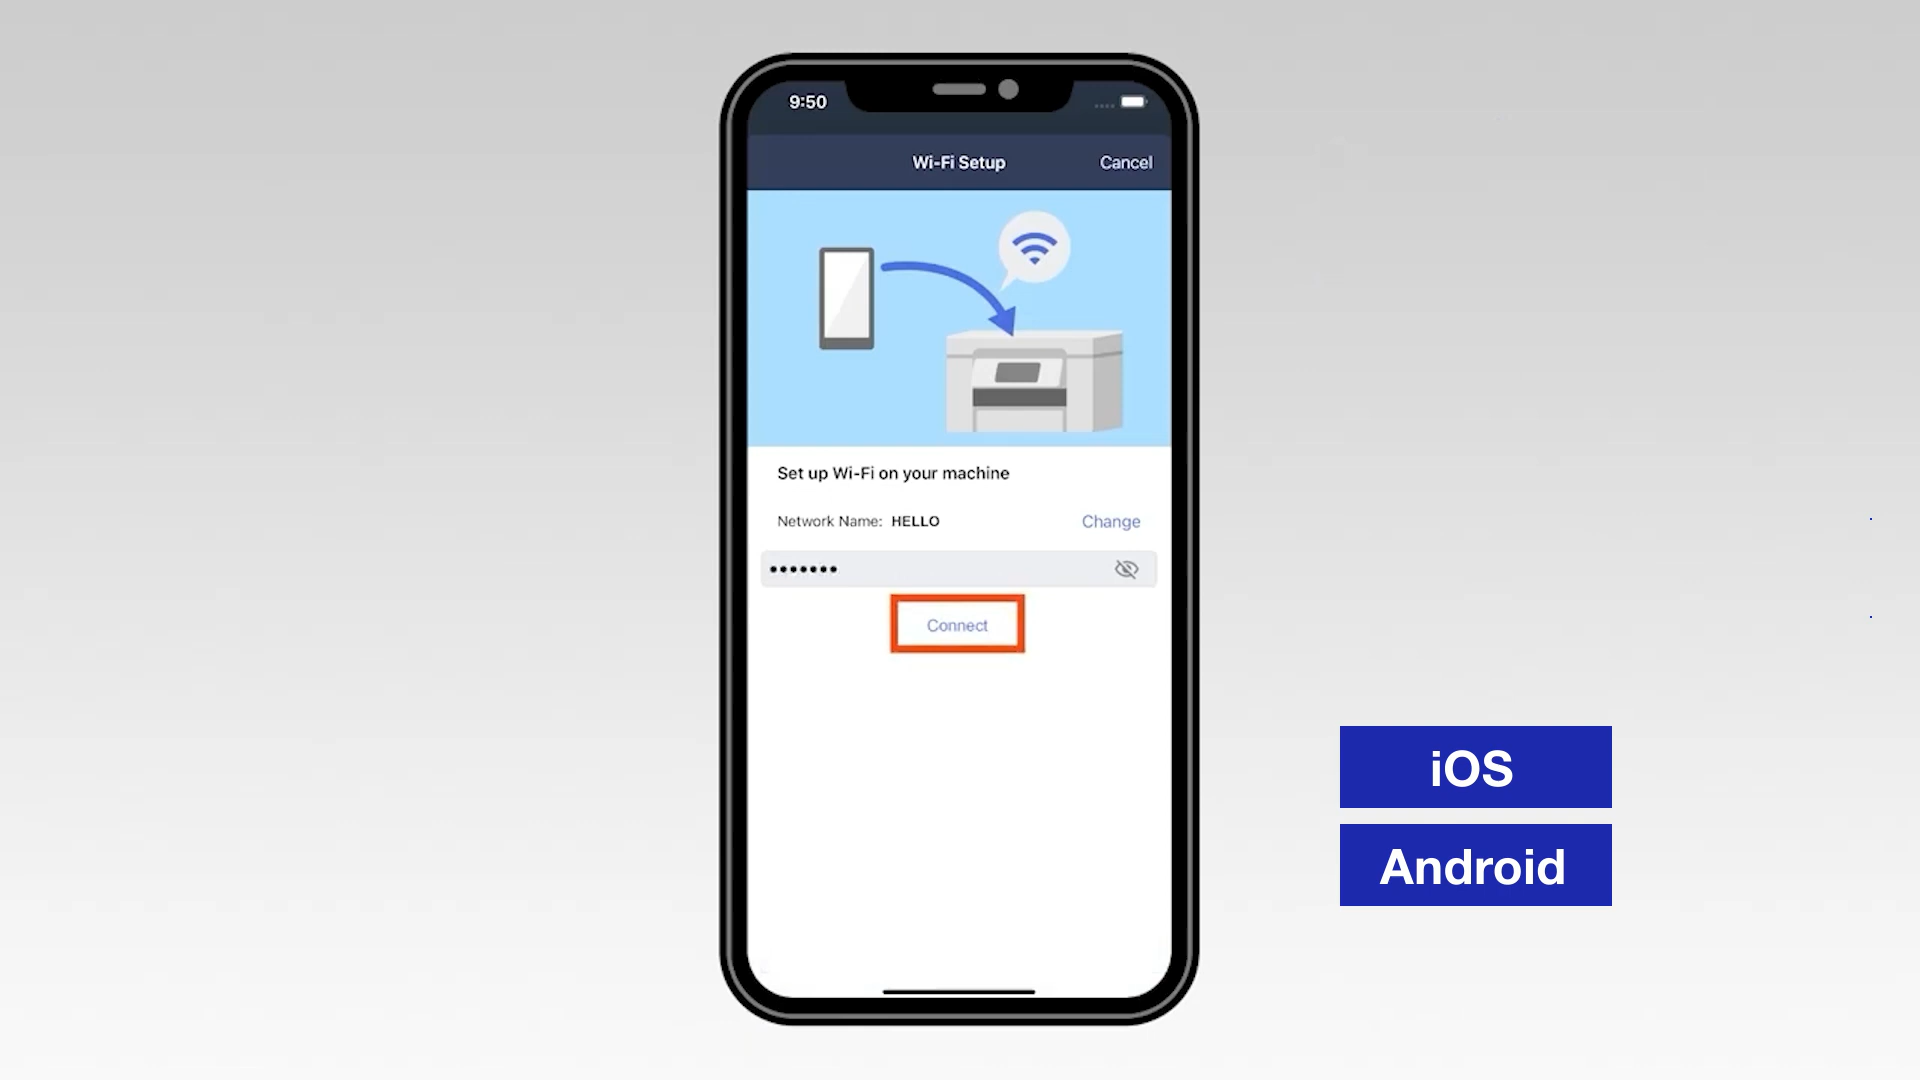 9:50
Wi-Fi Setup
Cancel
Set up Wi-Fi on your machine
Network Name: HELLO
Change
•••••••
Connect
iOS
Android